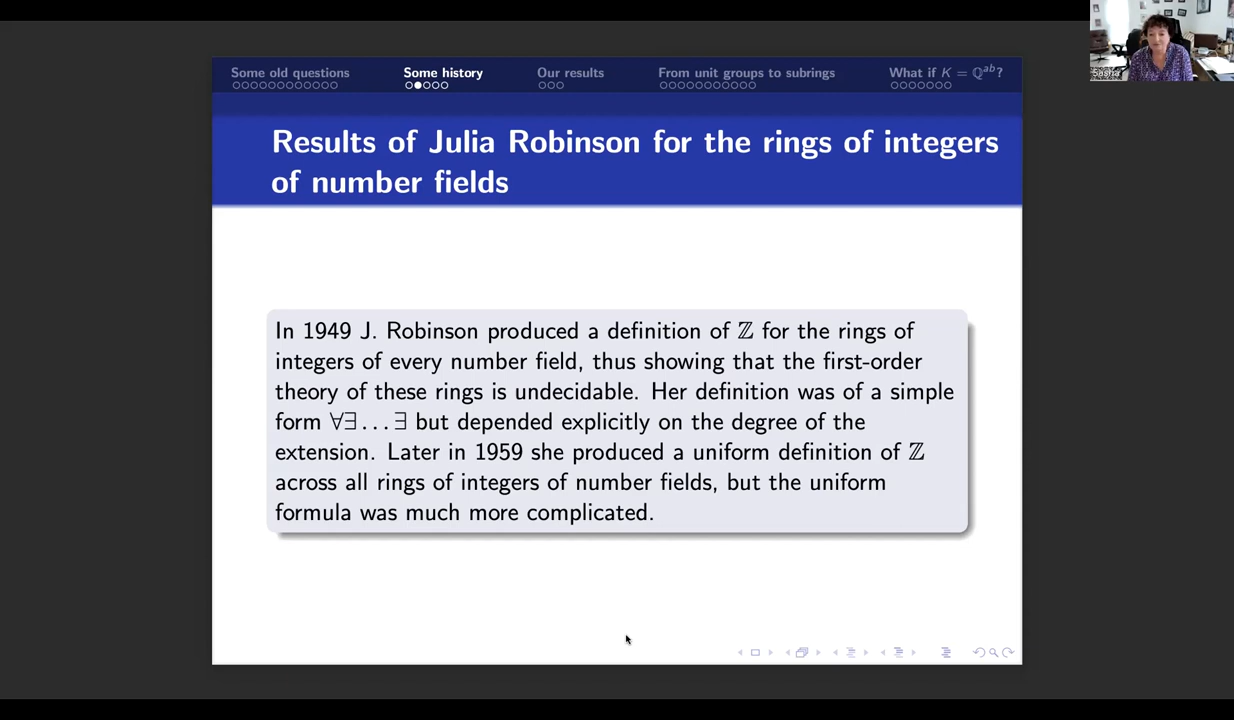 Some old questions Some history Our results From unit groups to subrings What if K = ℚᵃᵇ?
Results of Julia Robinson for the rings of integers
of number fields
In 1949 J. Robinson produced a definition of ℤ for the rings of
integers of every number field, thus showing that the first-order
theory of these rings is undecidable. Her definition was of a simple
form ∀∃...∃ but depended explicitly on the degree of the
extension. Later in 1959 she produced a uniform definition of ℤ
across all rings of integers of number fields, but the uniform
formula was much more complicated.
Sasha